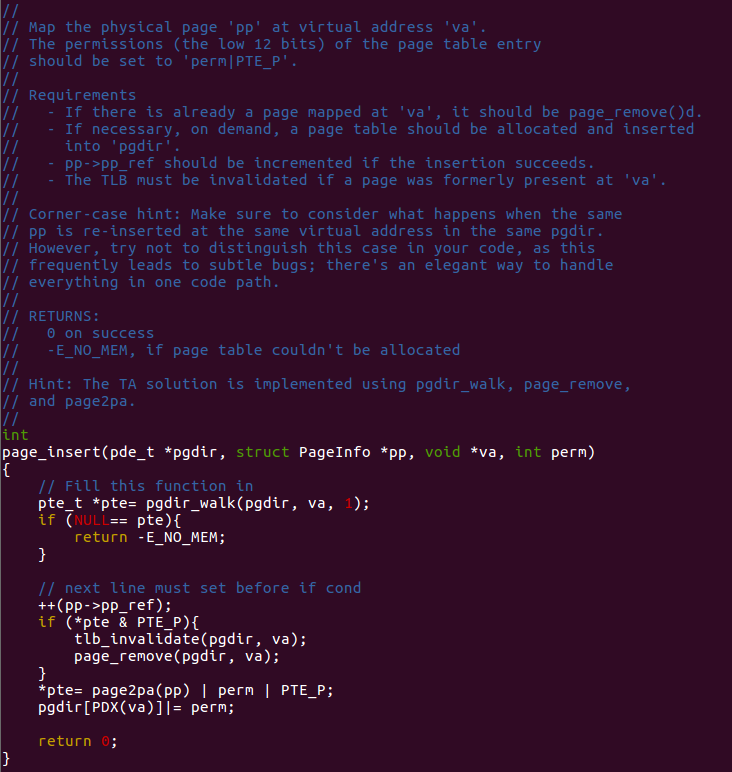 //
// Map the physical page 'pp' at virtual address 'va'.
// The permissions (the low 12 bits) of the page table entry
// should be set to 'perm|PTE_P'.
//
// Requirements
//   - If there is already a page mapped at 'va', it should be page_remove()d.
//   - If necessary, on demand, a page table should be allocated and inserted
//     into 'pgdir'.
//   - pp->pp_ref should be incremented if the insertion succeeds.
//   - The TLB must be invalidated if a page was formerly present at 'va'.
//
// Corner-case hint: Make sure to consider what happens when the same
// pp is re-inserted at the same virtual address in the same pgdir.
// However, try not to distinguish this case in your code, as this
// frequently leads to subtle bugs; there's an elegant way to handle
// everything in one code path.
//
// RETURNS:
//   0 on success
//   -E_NO_MEM, if page table couldn't be allocated
//
// Hint: The TA solution is implemented using pgdir_walk, page_remove,
// and page2pa.
//
int
page_insert(pde_t *pgdir, struct PageInfo *pp, void *va, int perm)
{
    // Fill this function in
    pte_t *pte= pgdir_walk(pgdir, va, 1);
    if (NULL== pte){
        return -E_NO_MEM;
    }

    // next line must set before if cond
    ++(pp->pp_ref);
    if (*pte & PTE_P){
        tlb_invalidate(pgdir, va);
        page_remove(pgdir, va);
    }
    *pte= page2pa(pp) | perm | PTE_P;
    pgdir[PDX(va)]|= perm;

    return 0;
}